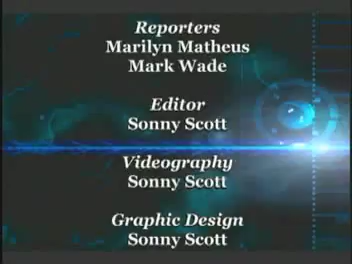 Reporters
Marilyn Matheus
Mark Wade
Editor
Sonny Scott
Videography
Sonny Scott
Graphic Design
Sonny Scott